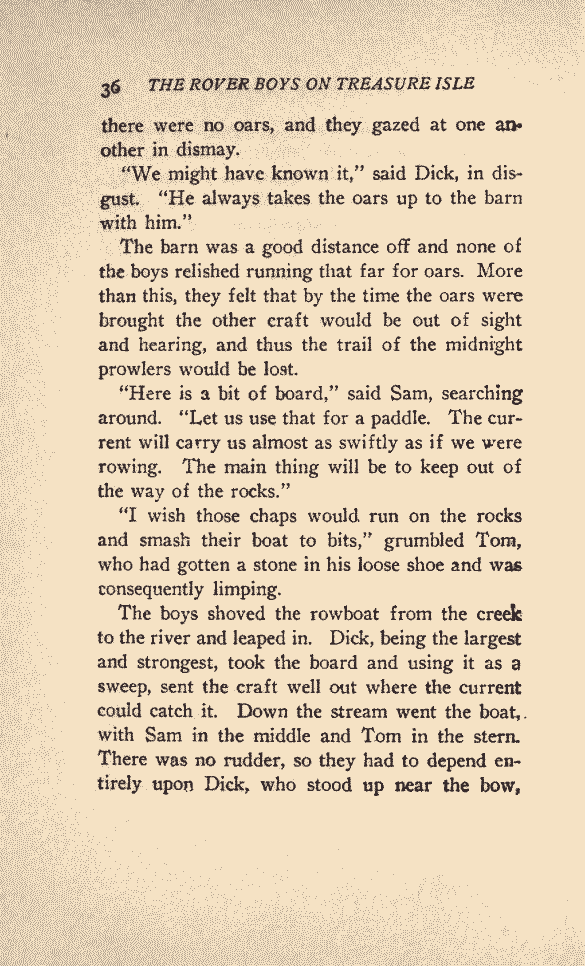 36 THE ROVER BOYS ON TREASURE ISLE
there were no oars, and they gazed at one an-
other in dismay.
"We might have known it," said Dick, in dis-
gust. "He always takes the oars up to the barn
with him."
The barn was a good distance off and none of
the boys relished running that far for oars. More
than this, they felt that by the time the oars were
brought the other craft would be out of sight
and hearing, and thus the trail of the midnight
prowlers would be lost.
"Here is a bit of board," said Sam, searching
around. "Let us use that for a paddle. The cur-
rent will carry us almost as swiftly as if we were
rowing. The main thing will be to keep out of
the way of the rocks."
"I wish those chaps would run on the rocks
and smash their boat to bits," grumbled Tom,
who had gotten a stone in his loose shoe and was
consequently limping.
The boys shoved the rowboat from the creek
to the river and leaped in. Dick, being the largest
and strongest, took the board and using it as a
sweep, sent the craft well out where the current
could catch it. Down the stream went the boat,
with Sam in the middle and Tom in the stern.
There was no rudder, so they had to depend en-
tirely upon Dick, who stood up near the bow,